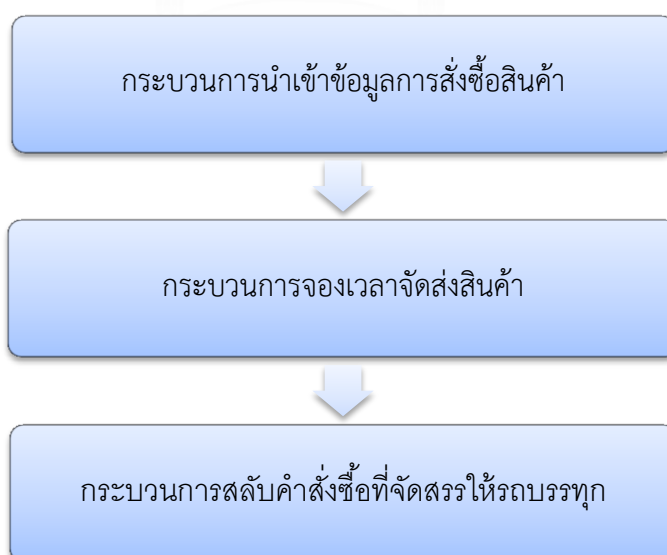 กระบวนการนำเข้าข้อมูลการสั่งซื้อสินค้า
กระบวนการจองเวลาจัดส่งสินค้า
กระบวนการสลับคำสั่งซื้อที่จัดสรรให้รถบรรทุก